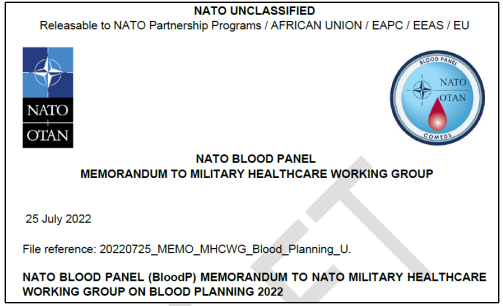 NATO UNCLASSIFIED
Releasable to NATO Partnership Programs / AFRICAN UNION / EAPC / EEAS / EU
NATO
OTAN
BLOOD PANEL
NATO
OTAN
COMEDS
NATO BLOOD PANEL
MEMORANDUM TO MILITARY HEALTHCARE WORKING GROUP
25 July 2022
File reference: 20220725_MEMO_MHCWG_Blood_Planning_U.
NATO BLOOD PANEL (BloodP) MEMORANDUM TO NATO MILITARY HEALTHCARE
WORKING GROUP ON BLOOD PLANNING 2022